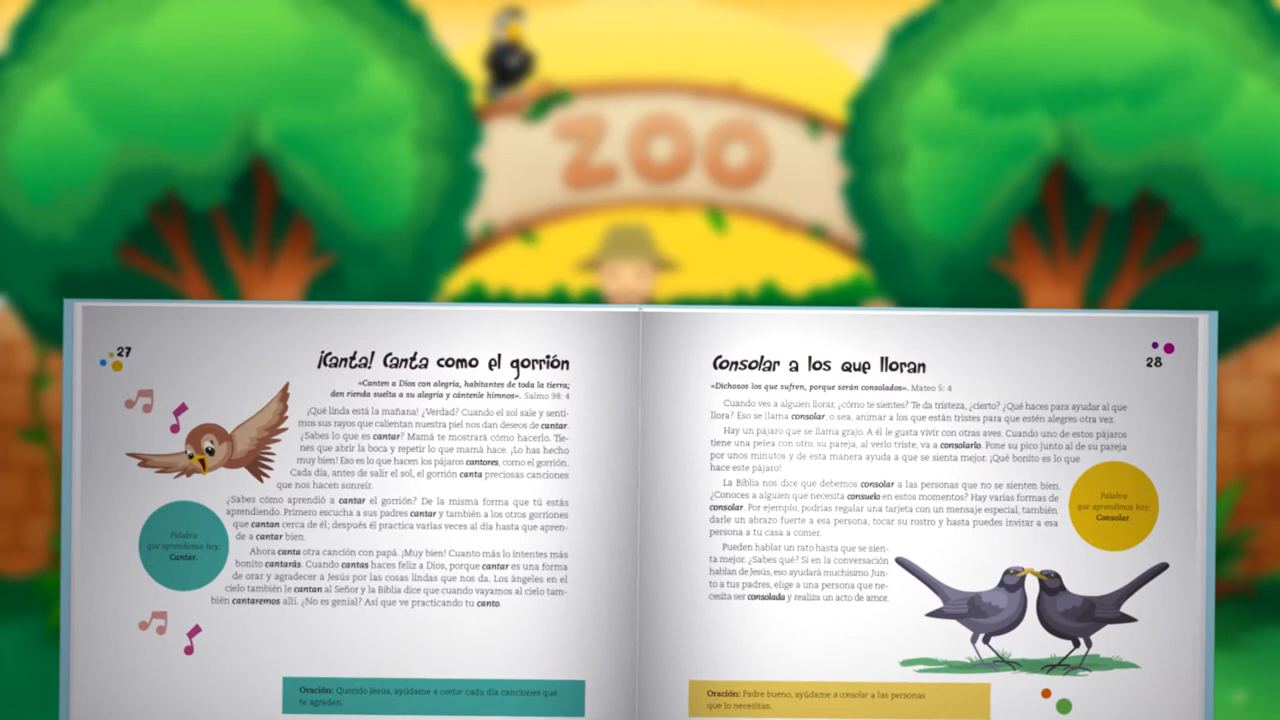 ZOO
27
¡Canta! Canta como el gorrión
«Canten a Dios con alegría, habitantes de toda la tierra;
den rienda suelta a su alegría y cántenle himnos». Salmo 98: 4
¡Qué linda está la mañana! ¿Verdad? Cuando el sol sale y senti-
mos sus rayos que calientan nuestra piel nos dan deseos de cantar.
¿Sabes lo que es cantar? Mamá te mostrará cómo hacerlo. Tie-
nes que abrir la boca y repetir lo que mamá hace. ¡Lo has hecho
muy bien! Eso es lo que hacen los pájaros cantores, como el gorrión.
Cada día, antes de salir el sol, el gorrión canta preciosas canciones
que nos hacen sonreír.
¿Sabes cómo aprendió a cantar el gorrión? De la misma forma que tú estás
aprendiendo. Primero escucha a sus padres cantar y también a los otros gorriones
que cantan cerca de él; después él practica varias veces al día hasta que apren-
de a cantar bien.
Ahora canta otra canción con papá. ¡Muy bien! Cuanto más lo intentes más
bonito cantarás. Cuando cantas haces feliz a Dios, porque cantar es una forma
de orar y agradecer a Jesús por las cosas lindas que nos da. Los ángeles en el
cielo también le cantan al Señor y la Biblia dice que cuando vayamos al cielo tam-
bién cantaremos allí. ¿No es genial? Así que ve practicando tu canto.
Palabra
que aprendimos hoy:
Cantar.
Oración: Querido Jesús, ayúdame a cantar cada día canciones que
te agraden.
28
Consolar a los que lloran
«Dichosos los que sufren, porque serán consolados». Mateo 5: 4
Cuando ves a alguien llorar, ¿cómo te sientes? Te da tristeza, ¿cierto? ¿Qué haces para ayudar al que
llora? Eso se llama consolar, o sea, animar a los que están tristes para que estén alegres otra vez.
Hay un pájaro que se llama grajo. A él le gusta vivir con otras aves. Cuando uno de estos pájaros
tiene una pelea con otro, su pareja, al verlo triste, va a consolarlo. Pone su pico junto al de su pareja
por unos minutos y de esta manera ayuda a que se sienta mejor. ¡Qué bonito es lo que
hace este pájaro!
La Biblia nos dice que debemos consolar a las personas que no se sienten bien.
¿Conoces a alguien que necesita consuelo en estos momentos? Hay varias formas de
consolar. Por ejemplo, podrías regalar una tarjeta con un mensaje especial, también
darle un abrazo fuerte a esa persona, tocar su rostro y hasta puedes invitar a esa
persona a tu casa a comer.
Pueden hablar un rato hasta que se sien-
ta mejor. ¿Sabes qué? Si en la conversación
hablan de Jesús, eso ayudará muchísimo. Jun-
to a tus padres, elige a una persona que ne-
cesita ser consolada y realiza un acto de amor.
Palabra
que aprendimos hoy:
Consolar.
Oración: Padre bueno, ayúdame a consolar a las personas
que lo necesitan.